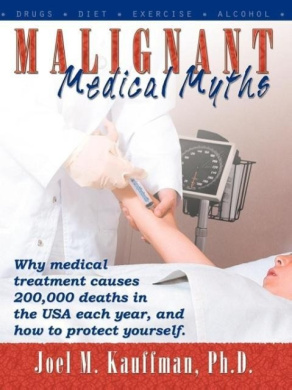 DRUGS • DIET • EXERCISE • ALCOHOL •
MALIGNANT
Medical Myths
Why medical
treatment causes
200,000 deaths in
the USA each year, and
how to protect yourself.
Joel M. Kauffman, Ph.D.